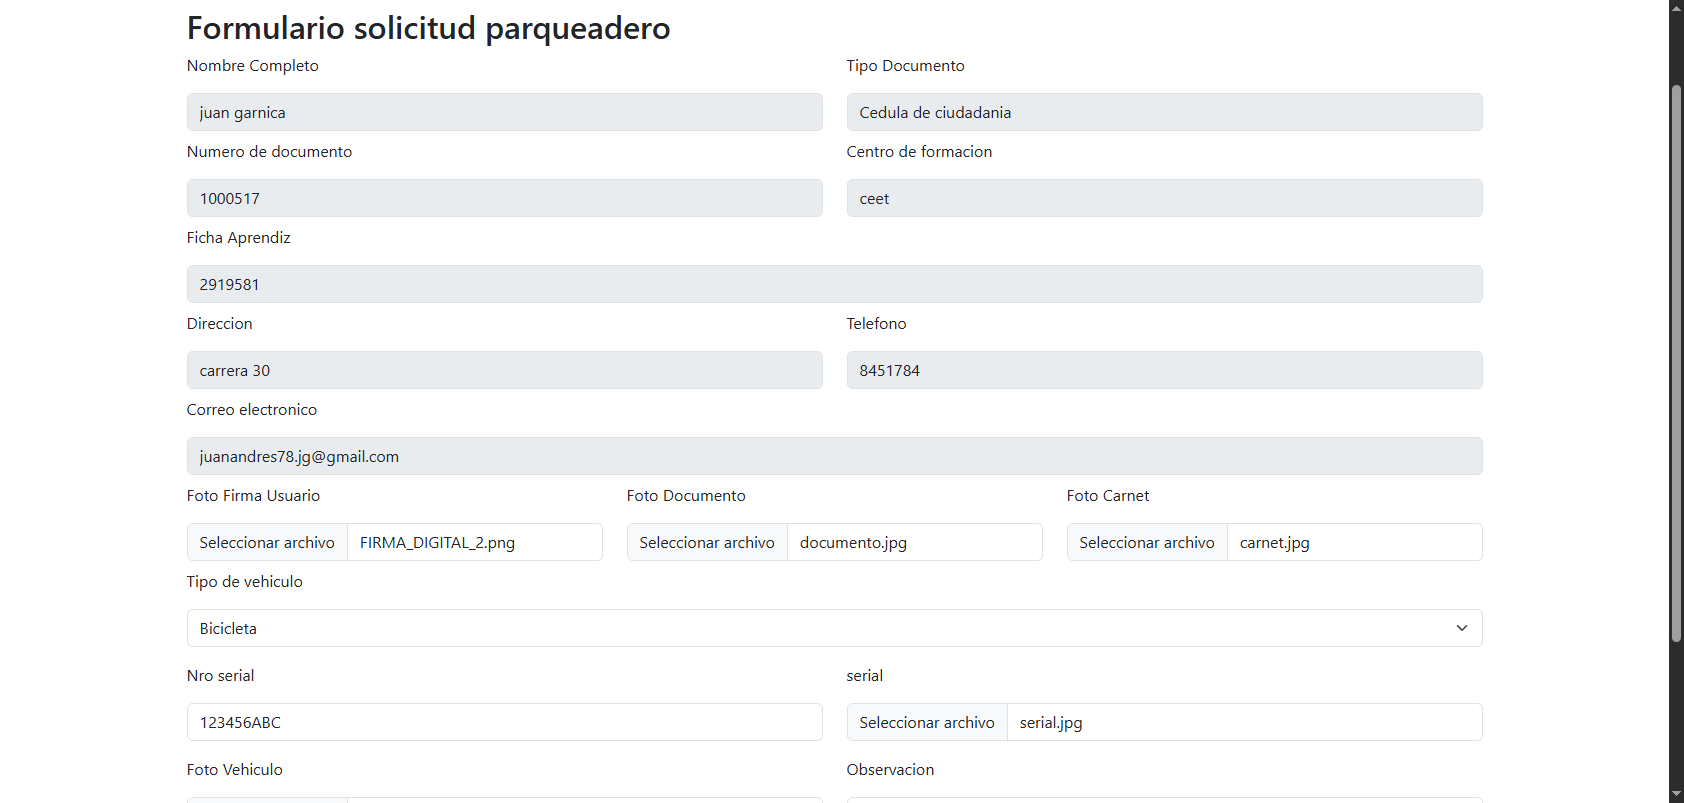 Formulario solicitud parqueadero
Nombre Completo Tipo Documento
juan garnica Cedula de ciudadania
Numero de documento Centro de formacion
1000517 ceet
Ficha Aprendiz
2919581
Direccion Telefono
carrera 30 8451784
Correo electronico
juanandres78.jg@gmail.com
Foto Firma Usuario Foto Documento Foto Carnet
Seleccionar archivo FIRMA_DIGITAL_2.png Seleccionar archivo documento.jpg Seleccionar archivo carnet.jpg
Tipo de vehiculo
Bicicleta
Nro serial serial
123456ABC Seleccionar archivo serial.jpg
Foto Vehiculo Observacion